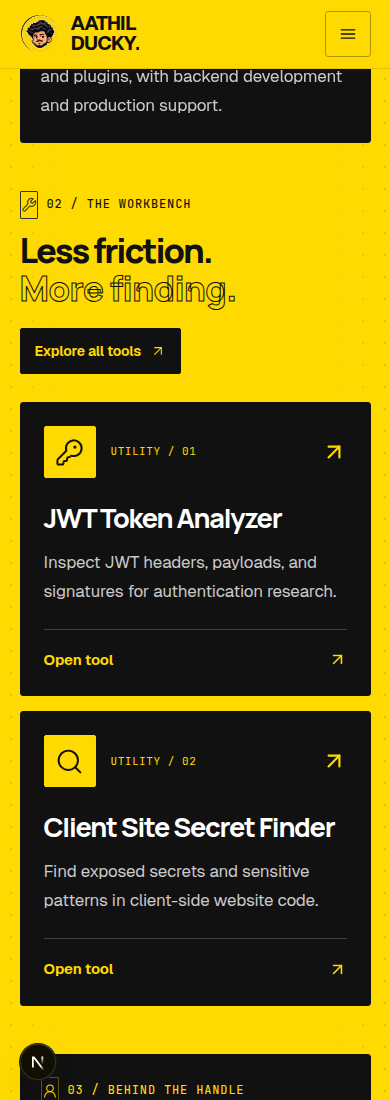 AATHIL
DUCKY.
and plugins, with backend development
and production support.
02 / THE WORKBENCH
Less friction.
More finding.
Explore all tools
UTILITY / 01
JWT Token Analyzer
Inspect JWT headers, payloads, and
signatures for authentication research.
Open tool
UTILITY / 02
Client Site Secret Finder
Find exposed secrets and sensitive
patterns in client-side website code.
Open tool
N
03 / BEHIND THE HANDLE